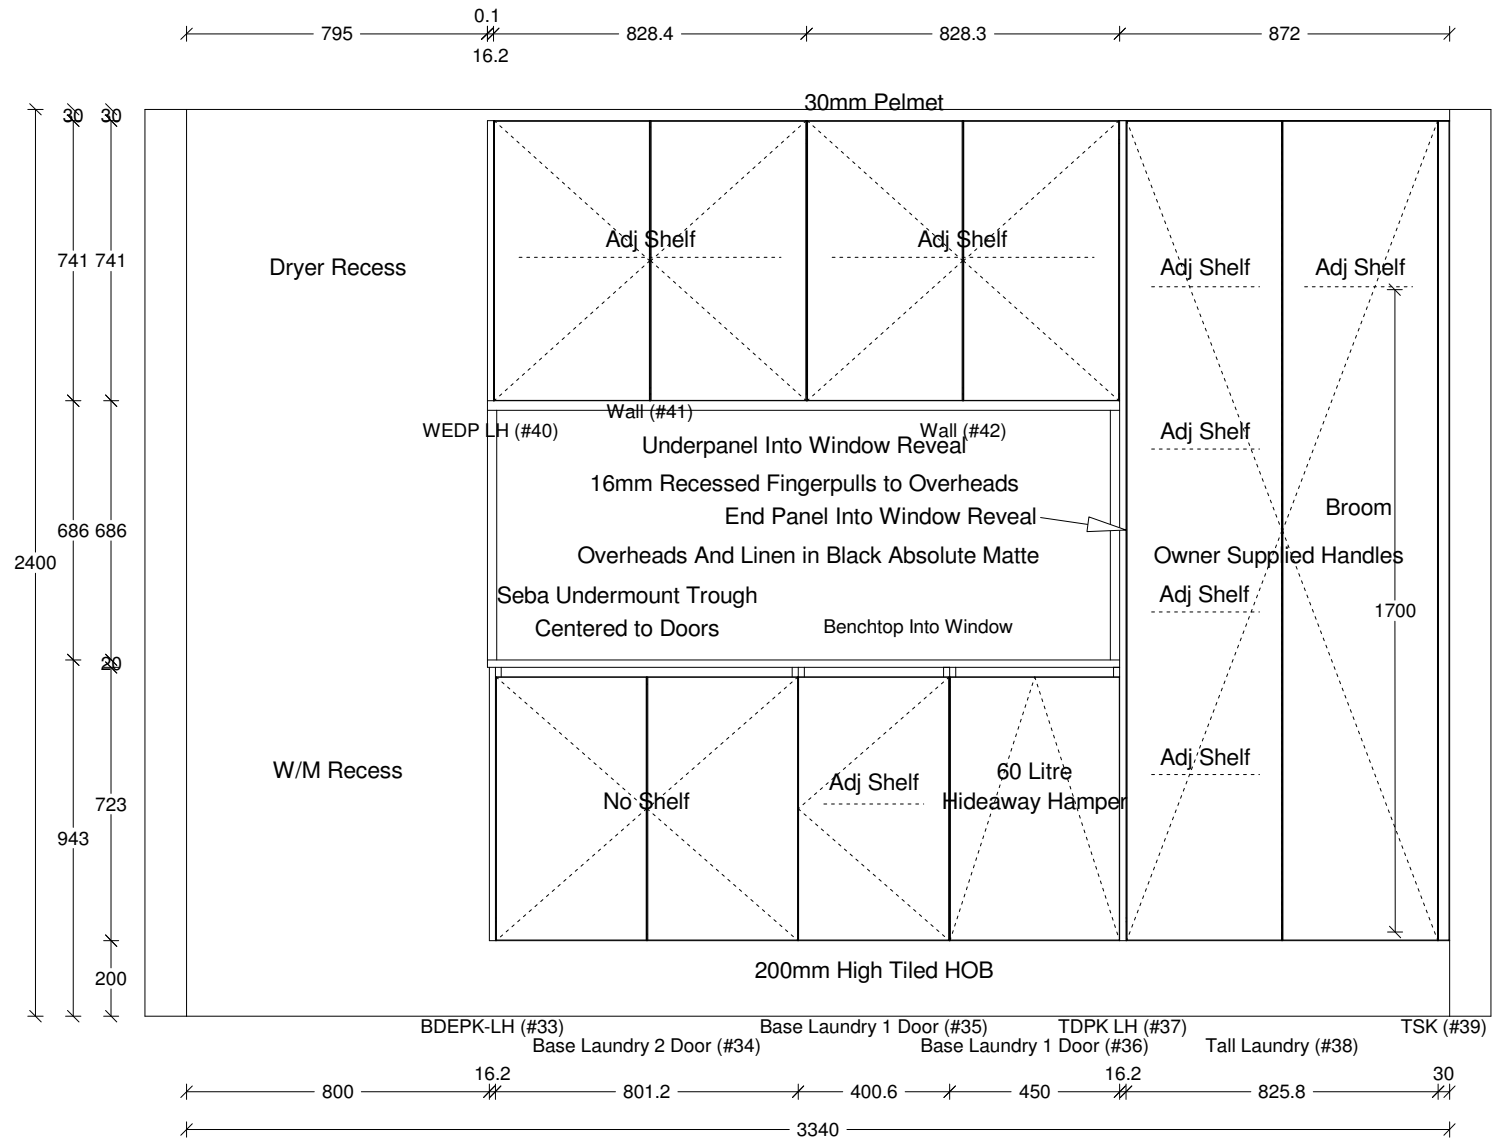 0.1
795 828.4 828.3 872
16.2
30mm Pelmet
30 30
Adj Shelf Adj Shelf
741 741
Dryer Recess Adj Shelf Adj Shelf
Wall (#41)
WEDP LH (#40) Wall (#42) Adj Shelf
Underpanel Into Window Reveal
16mm Recessed Fingerpulls to Overheads
Broom
End Panel Into Window Reveal
686 686
Overheads And Linen in Black Absolute Matte Owner Supplied Handles
2400
Seba Undermount Trough Adj Shelf
1700
Centered to Doors Benchtop Into Window
20
Adj Shelf
W/M Recess 60 Litre
Adj Shelf
No Shelf Hideaway Hamper
723
943
200mm High Tiled HOB
200
BDEPK-LH (#33) Base Laundry 1 Door (#35) TDPK LH (#37) TSK (#39)
Base Laundry 2 Door (#34) Base Laundry 1 Door (#36) Tall Laundry (#38)
16.2 16.2 30
800 801.2 400.6 450 825.8
3340